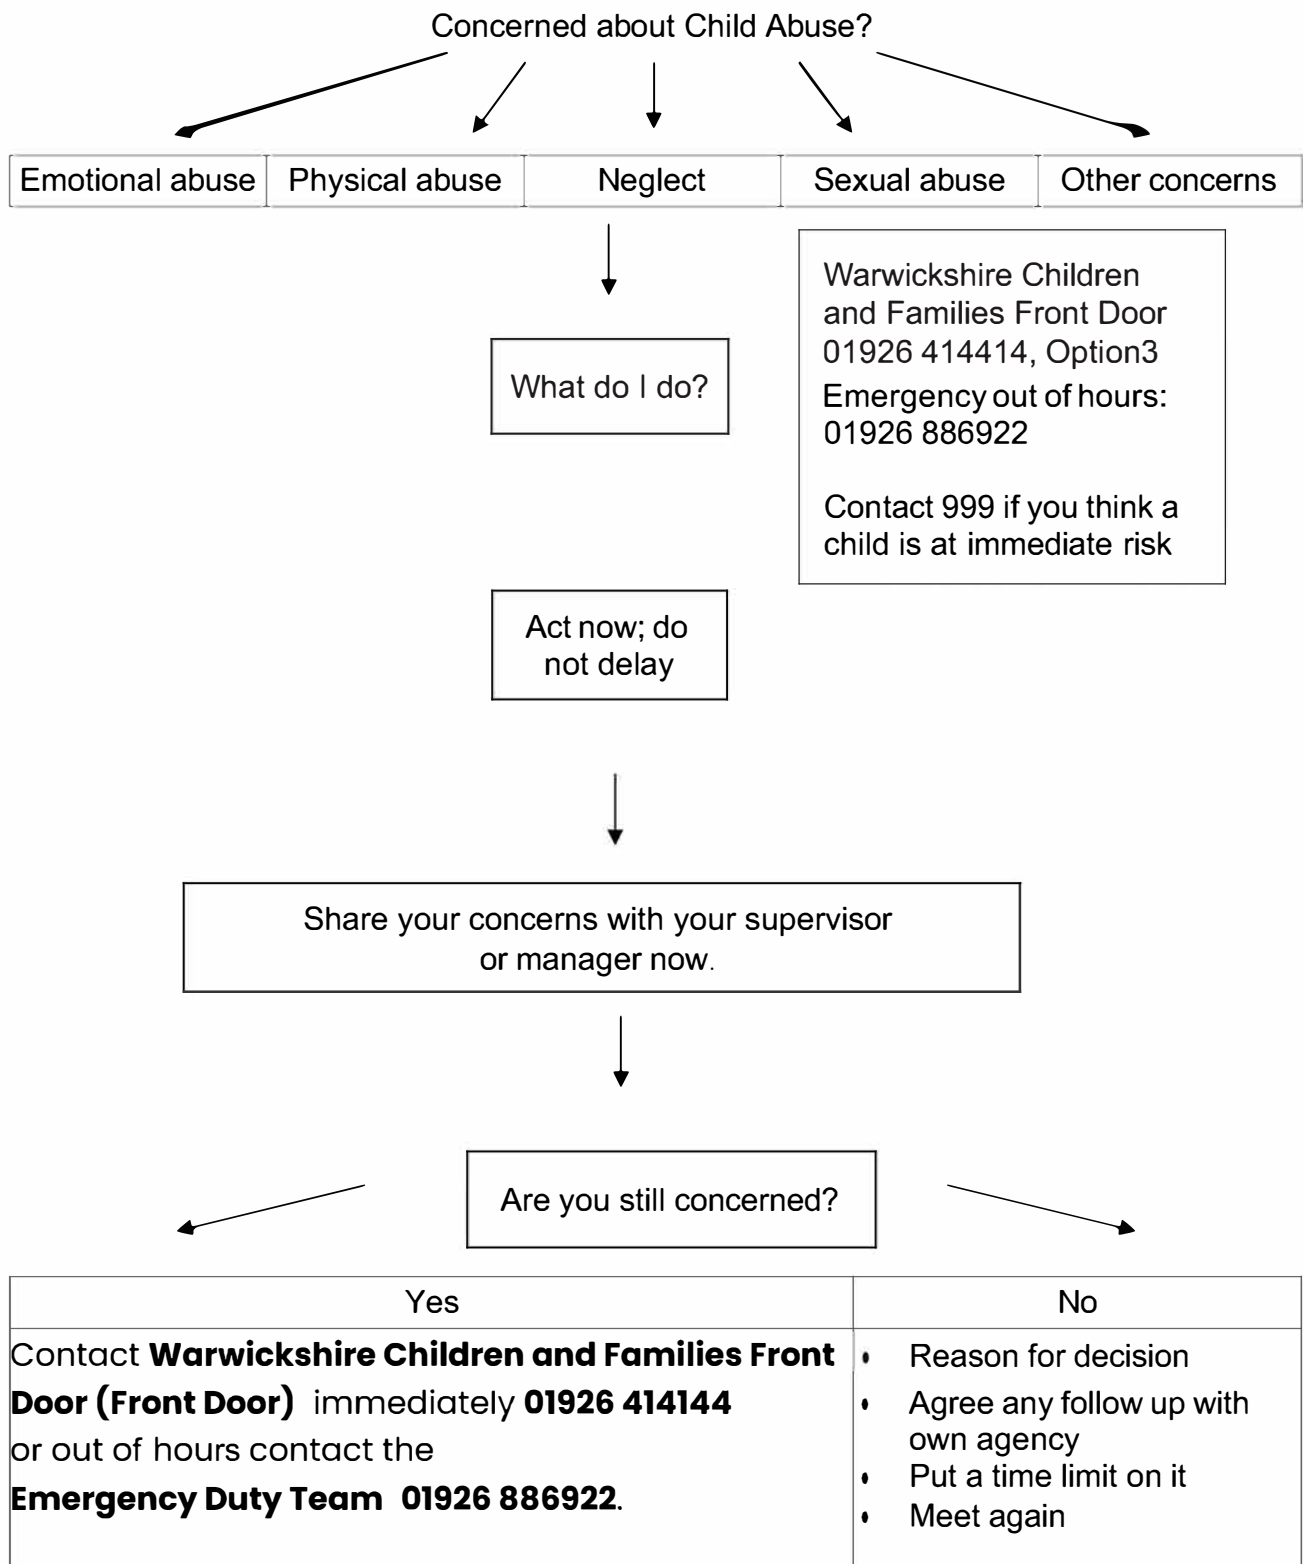 Concerned about Child Abuse?
Emotional abuse
Physical abuse
Neglect
Sexual abuse
Other concerns
Warwickshire Children
and Families Front Door
01926 414414, Option3
Emergency out of hours:
01926 886922
Contact 999 if you think a
child is at immediate risk
What do I do?
Act now; do
not delay
Share your concerns with your supervisor
or manager now.
Are you still concerned?
Yes
Contact Warwickshire Children and Families Front
Door (Front Door) immediately 01926 414144
or out of hours contact the
Emergency Duty Team 01926 886922.
No
• Reason for decision
• Agree any follow up with
own agency
• Put a time limit on it
• Meet again